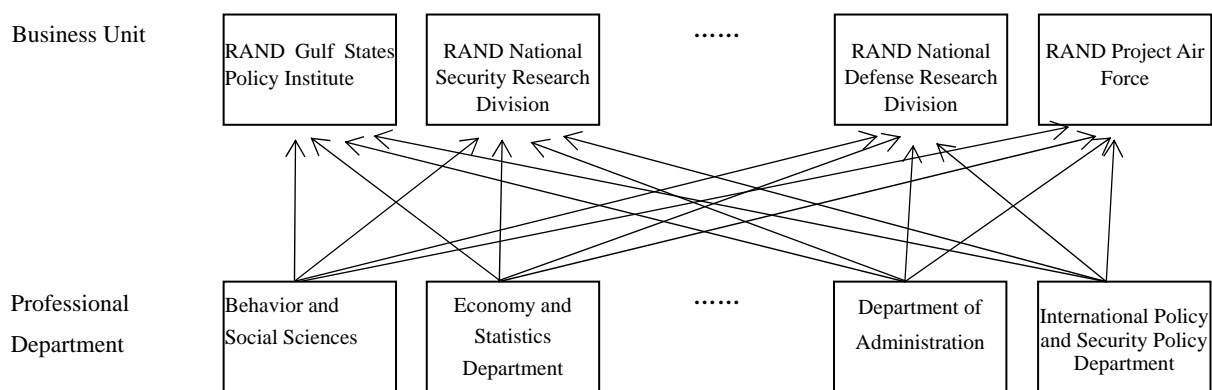 Business Unit
RAND Gulf States
Policy Institute
RAND National
Security Research
Division
……
RAND National
Defense Research
Division
RAND Project Air
Force
Professional
Department
Behavior and
Social Sciences
Economy and
Statistics
Department
……
Department of
Administration
International Policy
and Security Policy
Department